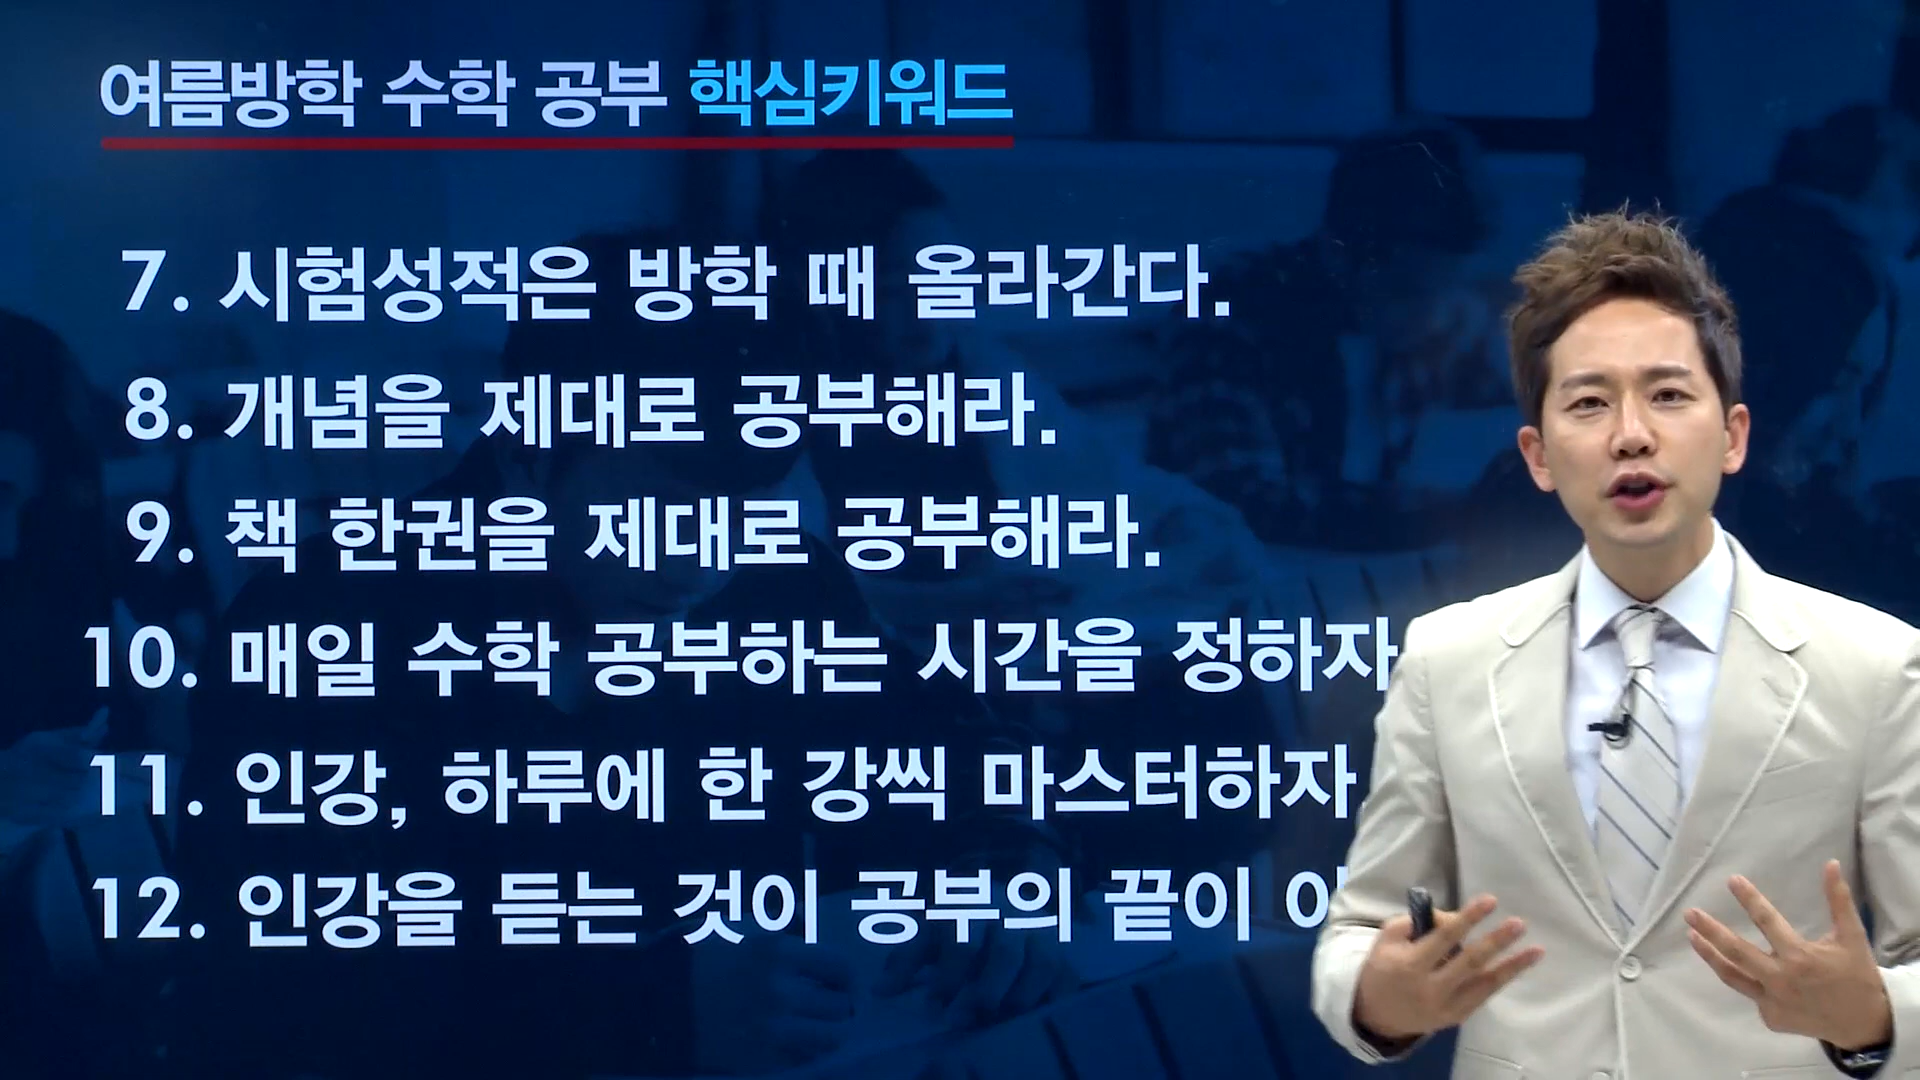 여름방학 수학 공부 핵심키워드
7. 시험성적은 방학 때 올라간다.
8. 개념을 제대로 공부해라.
9. 책 한권을 제대로 공부해라.
10. 매일 수학 공부하는 시간을 정하자
11. 인강, 하루에 한 강씩 마스터하자
12. 인강을 듣는 것이 공부의 끝이